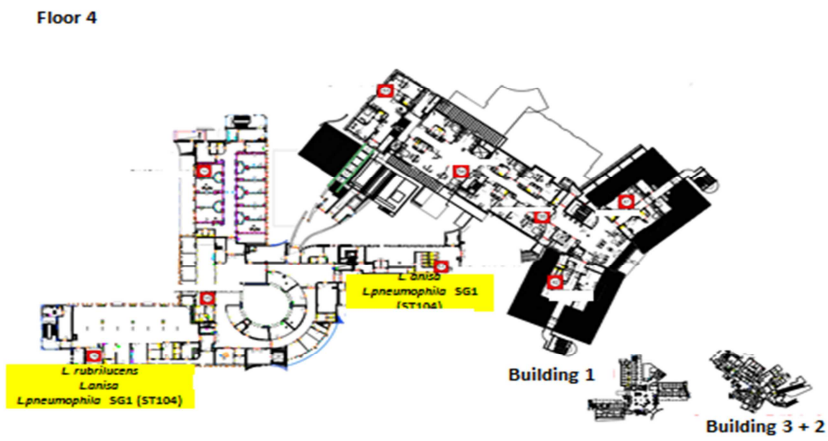 Floor 4
L. anisa
L.pneumophila SG1
(ST104)
L. rubrilucens
L.anisa
L.pneumophila SG1 (ST104)
Building 1
Building 3 + 2